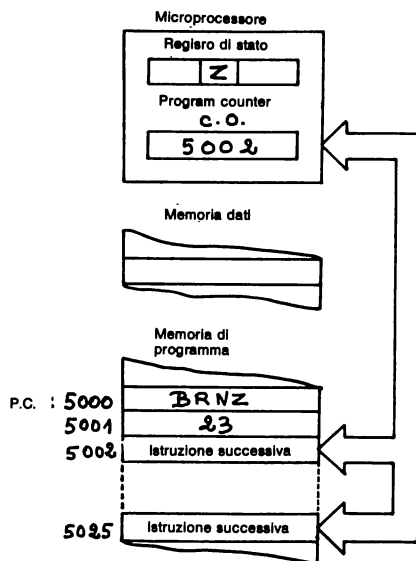 Microprocessore
Regisro di stato
Z
Program counter
C.O.
5002
Memoria dati
Memoria di
programma
P.C. : 5000 BRNZ
5001 23
5002 Istruzione successiva
5025 Istruzione successiva